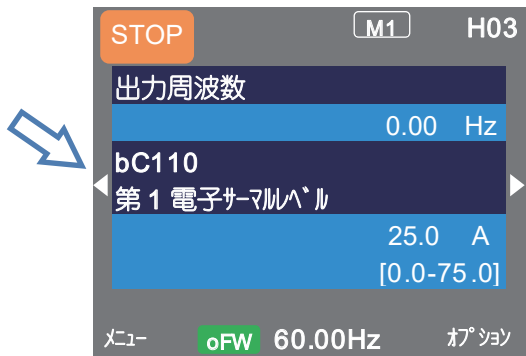 STOP M1 H03
出力周波数
0.00 Hz
bC110
第1電子ｻｰﾏﾙﾚﾍﾞﾙ
25.0 A
[0.0-75.0]
ﾒﾆｭｰ oFW 60.00Hz ｵﾌﾟｼｮﾝ